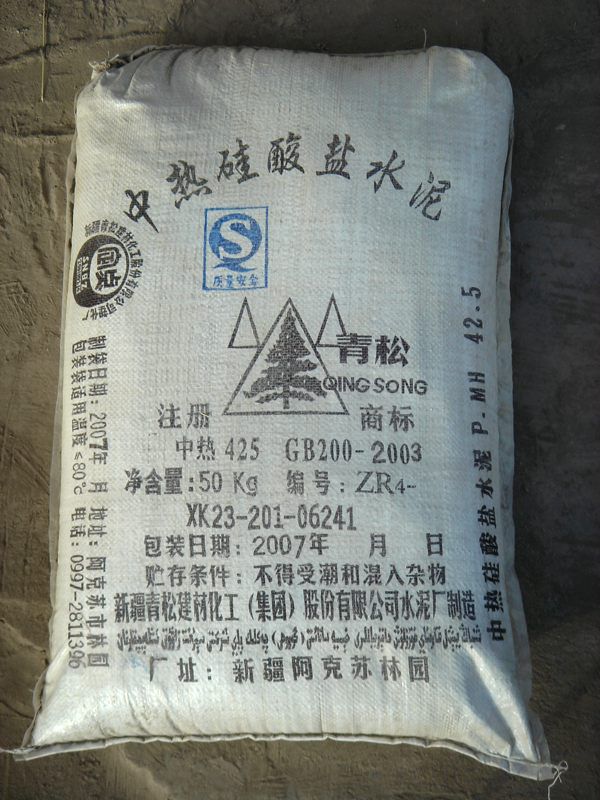 中热硅酸盐水泥
质量安全
青松
QING SONG
注册 商标
中热 425 GB200-2003
净含量:50 Kg 编号:ZR4-
XK23-201-06241
包装日期:2007年 月 日
贮存条件:不得受潮和混入杂物
新疆青松建材化工(集团)股份有限公司水泥厂制造
厂址:新疆阿克苏林园
制袋日期:2007年 月 地址:阿克苏市林园
包装袋适用温度≤80℃ 电话:0997-2811396
中热硅酸盐水泥 P.MH 42.5